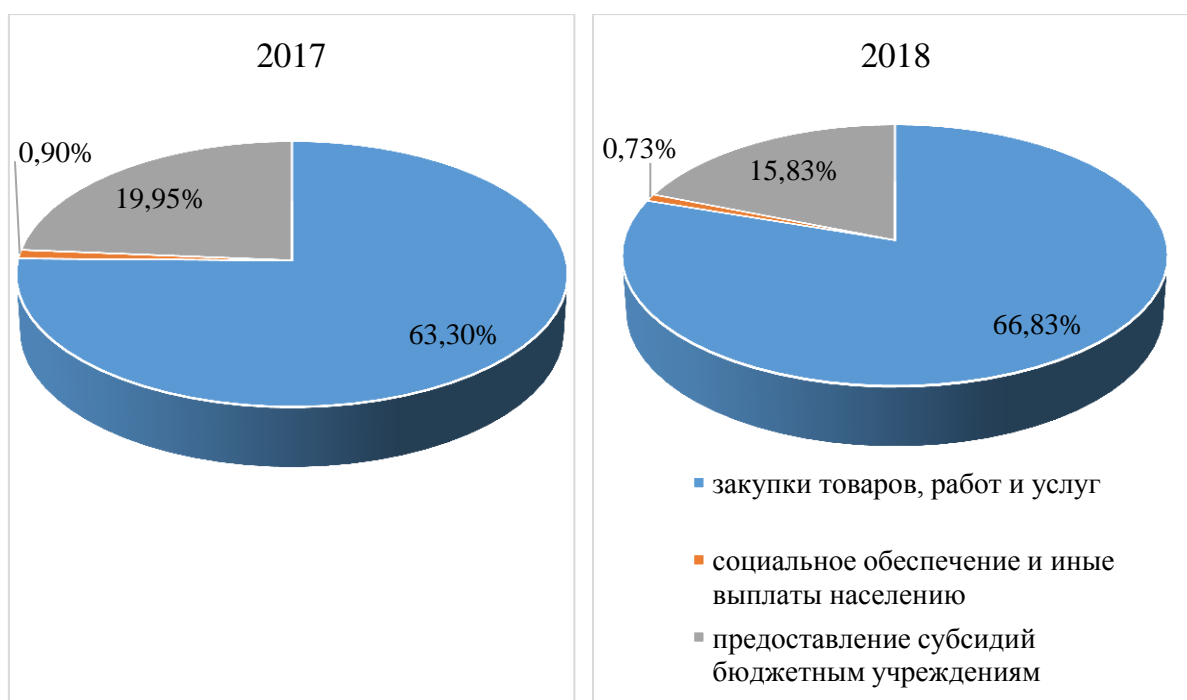 2017
0,90%
19,95%
63,30%
2018
0,73%
15,83%
66,83%
закупки товаров, работ и услуг
социальное обеспечение и иные
выплаты населению
предоставление субсидий
бюджетным учреждениям